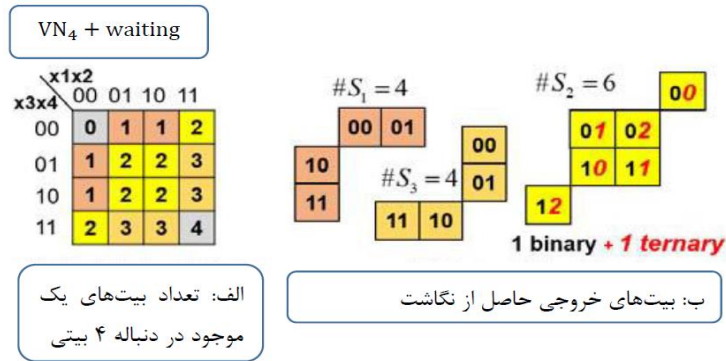 VN₄ + waiting
x1x2
x3x4
00 01 10 11
00 0 1 1 2
01 1 2 2 3
10 1 2 2 3
11 2 3 3 4
#S₁ = 4
00 01
10
11
#S₃ = 4
00
01
11 10
#S₂ = 6
00
01 02
10 11
12
1 binary + 1 ternary
الف: تعداد بیت‌های یک
موجود در دنباله ۴ بیتی
ب: بیت‌های خروجی حاصل از نگاشت